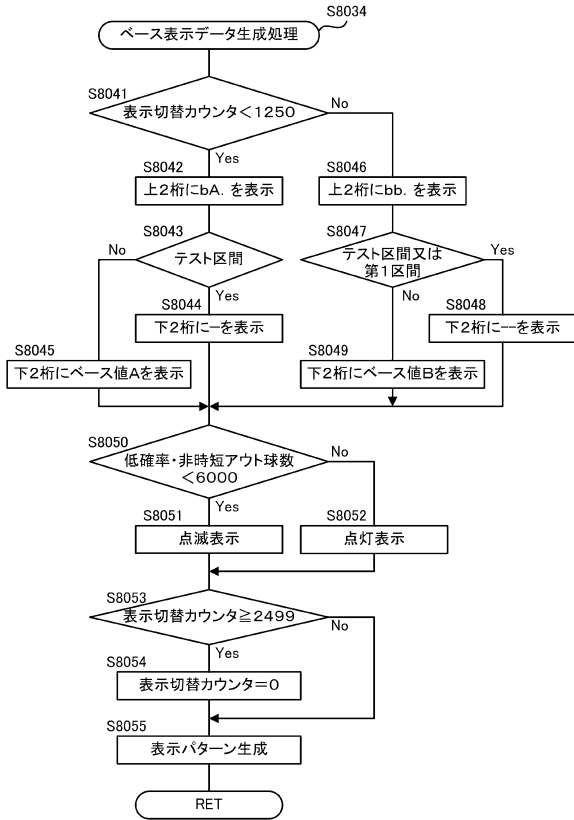 S8034
ベース表示データ生成処理
S8041
表示切替カウンタ<1250
No
Yes
S8042
上2桁にbA. を表示
S8046
上2桁にbb. を表示
S8043
テスト区間
No
Yes
S8047
テスト区間又は
第1区間
Yes
No
S8044
下2桁に−を表示
S8048
下2桁に−−を表示
S8045
下2桁にベース値Aを表示
S8049
下2桁にベース値Bを表示
S8050
低確率・非時短アウト球数
<6000
No
Yes
S8051
点滅表示
S8052
点灯表示
S8053
表示切替カウンタ≧2499
No
Yes
S8054
表示切替カウンタ=0
S8055
表示パターン生成
RET